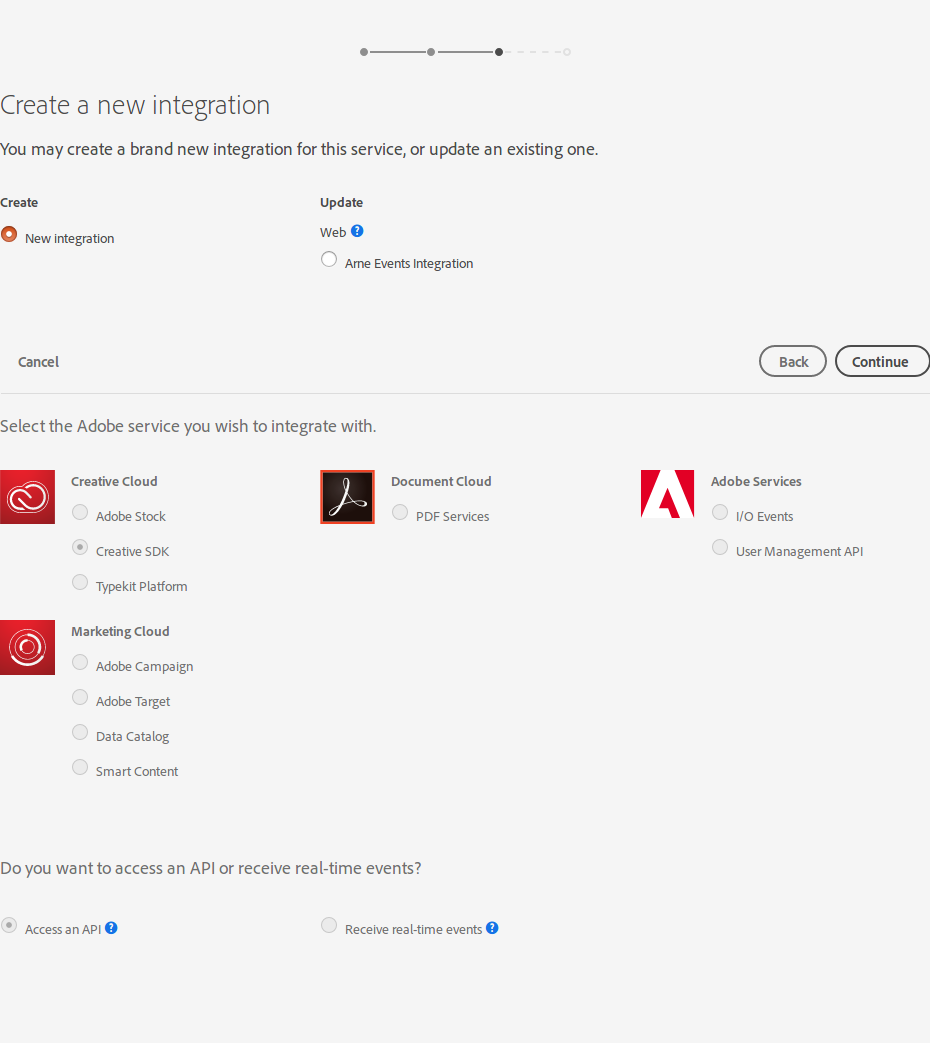 Create a new integration
You may create a brand new integration for this service, or update an existing one.
Create
Update
New integration
Web ?
Arne Events Integration
Cancel
Back
Continue
Select the Adobe service you wish to integrate with.
Creative Cloud
Adobe Stock
Creative SDK
Typekit Platform
Document Cloud
PDF Services
Adobe Services
I/O Events
User Management API
Marketing Cloud
Adobe Campaign
Adobe Target
Data Catalog
Smart Content
Do you want to access an API or receive real-time events?
Access an API ?
Receive real-time events ?